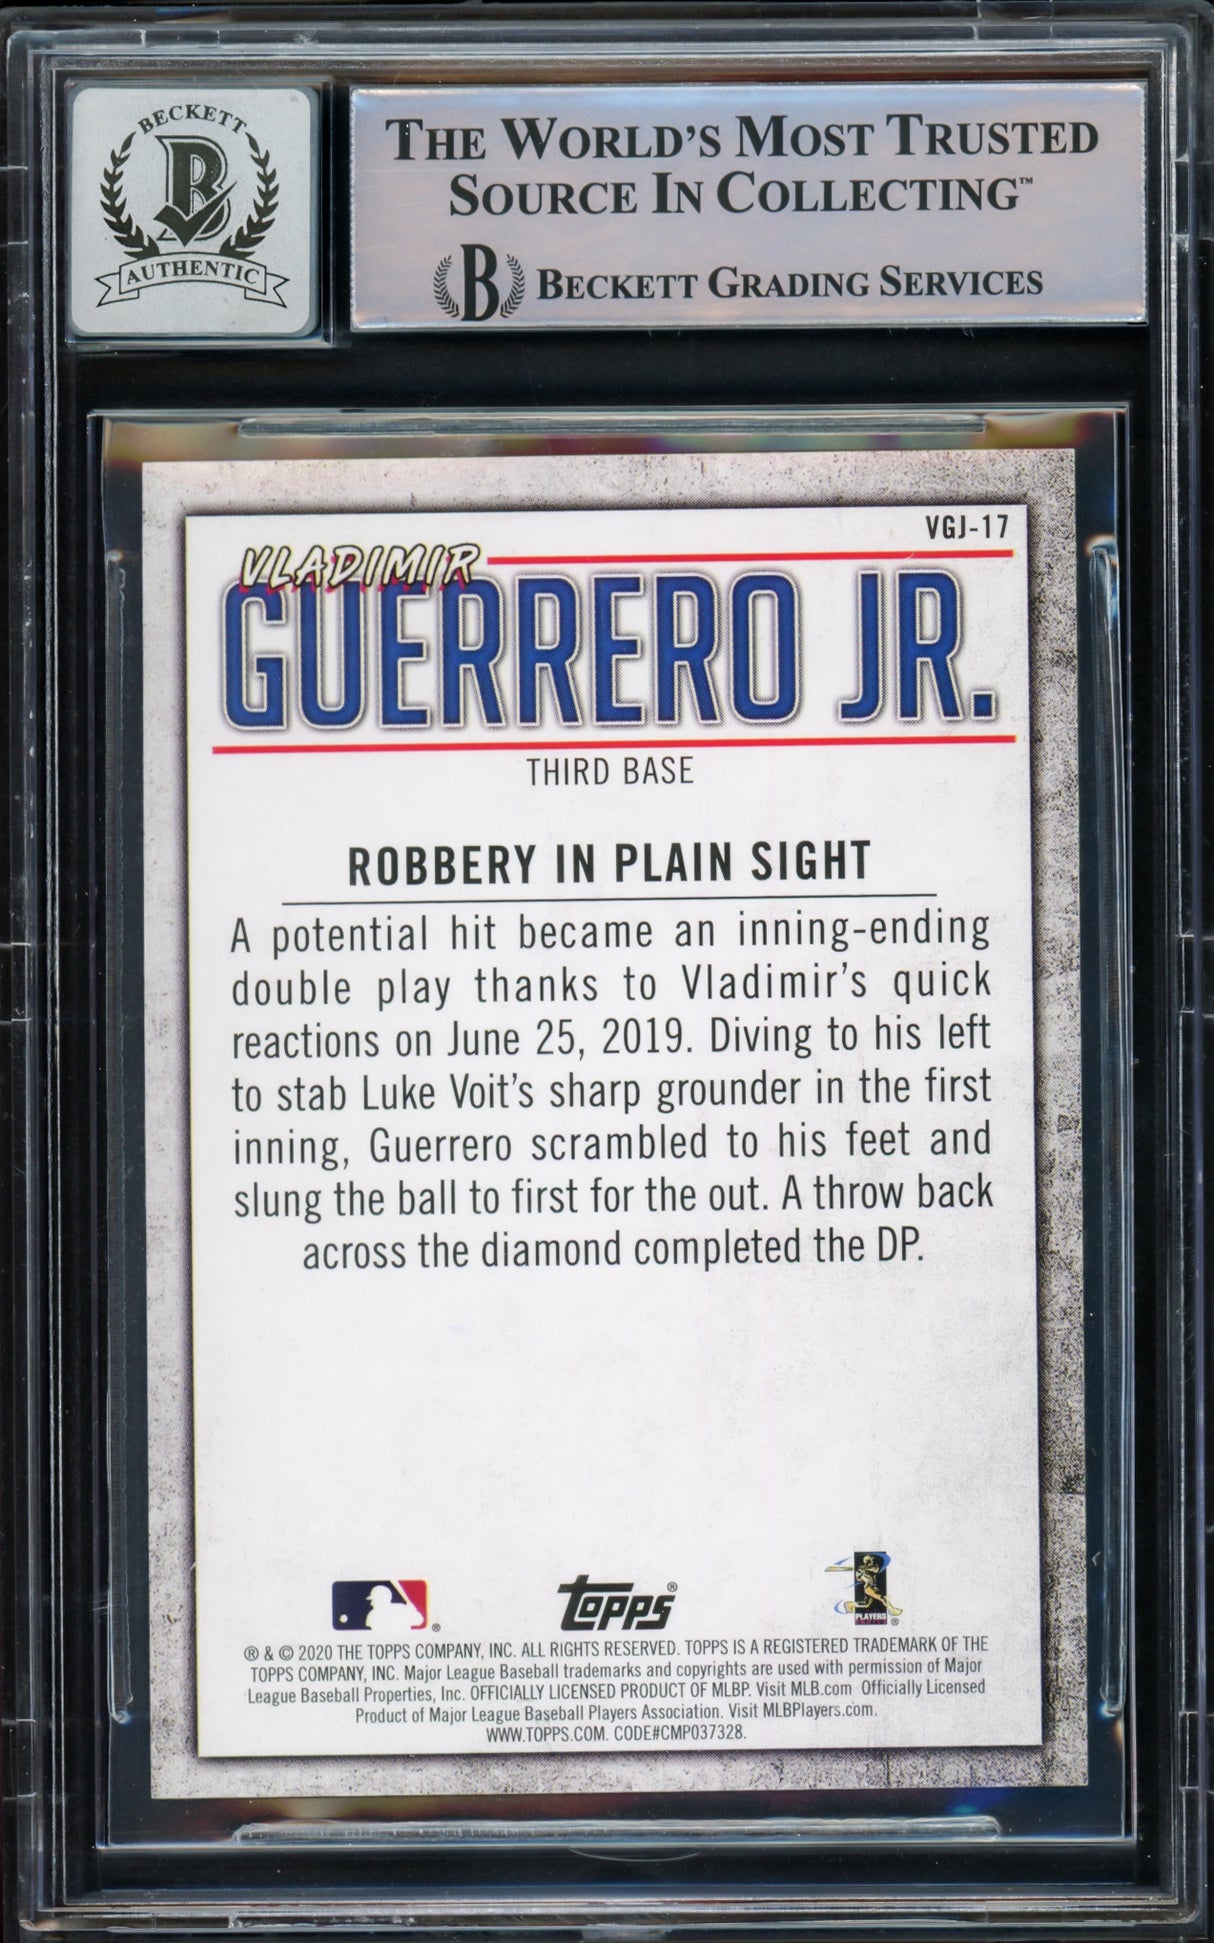 BECKETT
B
AUTHENTIC
THE WORLD'S MOST TRUSTED
SOURCE IN COLLECTING™
B BECKETT GRADING SERVICES
VGJ-17
VLADIMIR
GUERRERO JR.
THIRD BASE
ROBBERY IN PLAIN SIGHT
A potential hit became an inning-ending
double play thanks to Vladimir's quick
reactions on June 25, 2019. Diving to his left
to stab Luke Voit's sharp grounder in the first
inning, Guerrero scrambled to his feet and
slung the ball to first for the out. A throw back
across the diamond completed the DP.
topps®
PLAYERS
® & © 2020 THE TOPPS COMPANY, INC. ALL RIGHTS RESERVED. TOPPS IS A REGISTERED TRADEMARK OF THE
TOPPS COMPANY, INC. Major League Baseball trademarks and copyrights are used with permission of Major
League Baseball Properties, Inc. OFFICIALLY LICENSED PRODUCT OF MLBP. Visit MLB.com Officially Licensed
Product of Major League Baseball Players Association. Visit MLBPlayers.com.
WWW.TOPPS.COM. CODE#CMP037328.